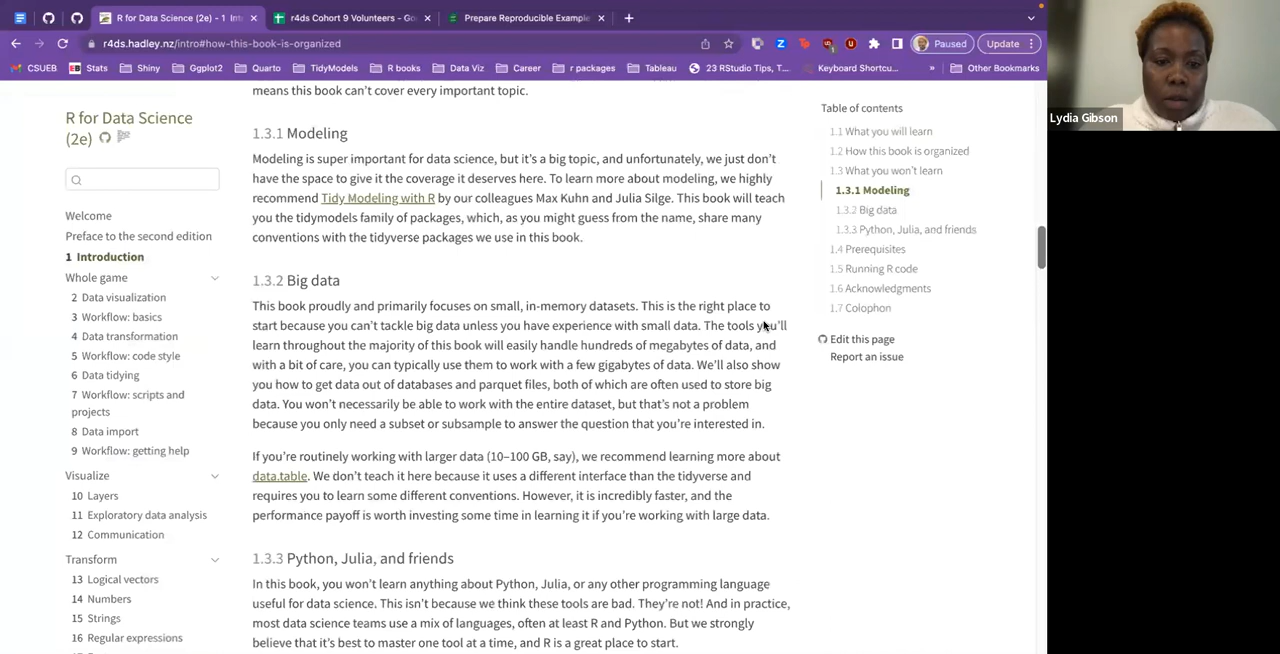 R for Data Science (2e) - 1 Int
r4ds Cohort 9 Volunteers - Go
Prepare Reproducible Example
r4ds.hadley.nz/intro#how-this-book-is-organized
Paused
Update
CSUEB
Stats
Shiny
Ggplot2
Quarto
TidyModels
R books
Data Viz
Career
r packages
Tableau
23 RStudio Tips, T...
Keyboard Shortcu...
»
Other Bookmarks
Lydia Gibson
R for Data Science
(2e)
Welcome
Preface to the second edition
1 Introduction
Whole game
2 Data visualization
3 Workflow: basics
4 Data transformation
5 Workflow: code style
6 Data tidying
7 Workflow: scripts and
projects
8 Data import
9 Workflow: getting help
Visualize
10 Layers
11 Exploratory data analysis
12 Communication
Transform
13 Logical vectors
14 Numbers
15 Strings
16 Regular expressions
means this book can't cover every important topic.
1.3.1 Modeling
Modeling is super important for data science, but it's a big topic, and unfortunately, we just don't
have the space to give it the coverage it deserves here. To learn more about modeling, we highly
recommend Tidy Modeling with R by our colleagues Max Kuhn and Julia Silge. This book will teach
you the tidymodels family of packages, which, as you might guess from the name, share many
conventions with the tidyverse packages we use in this book.
1.3.2 Big data
This book proudly and primarily focuses on small, in-memory datasets. This is the right place to
start because you can't tackle big data unless you have experience with small data. The tools you'll
learn throughout the majority of this book will easily handle hundreds of megabytes of data, and
with a bit of care, you can typically use them to work with a few gigabytes of data. We'll also show
you how to get data out of databases and parquet files, both of which are often used to store big
data. You won't necessarily be able to work with the entire dataset, but that's not a problem
because you only need a subset or subsample to answer the question that you're interested in.
If you're routinely working with larger data (10–100 GB, say), we recommend learning more about
data.table. We don't teach it here because it uses a different interface than the tidyverse and
requires you to learn some different conventions. However, it is incredibly faster, and the
performance payoff is worth investing some time in learning it if you're working with large data.
1.3.3 Python, Julia, and friends
In this book, you won't learn anything about Python, Julia, or any other programming language
useful for data science. This isn't because we think these tools are bad. They're not! And in practice,
most data science teams use a mix of languages, often at least R and Python. But we strongly
believe that it's best to master one tool at a time, and R is a great place to start.
Table of contents
1.1 What you will learn
1.2 How this book is organized
1.3 What you won't learn
1.3.1 Modeling
1.3.2 Big data
1.3.3 Python, Julia, and friends
1.4 Prerequisites
1.5 Running R code
1.6 Acknowledgments
1.7 Colophon
Edit this page
Report an issue